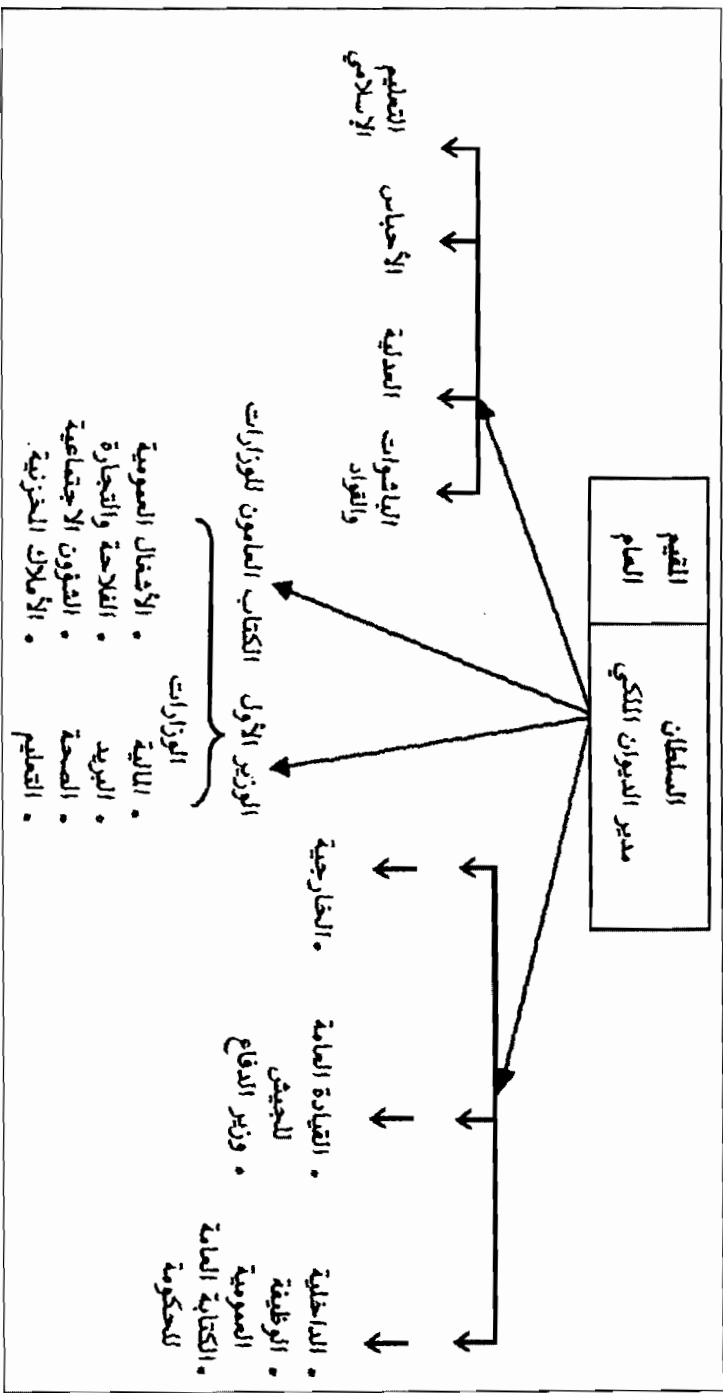 المقيم
العام
السلطان
مدير الديوان الملكي
• الخارجية
• القيادة العامة
للجيش
• وزير الدفاع
• الداخلية
• الوظيفة
العمومية
• الكتابة العامة
للحكومة
الوزير الأول
الكتاب العامون للوزارات
الوزارات
• المالية
• البريد
• الصحة
• التعليم
• الأشغال العمومية
• الفلاحة والتجارة
• الشؤون الاجتماعية
• الأملاك المخزنية.
الباشوات
والقواد
العدلية
الأحباس
التعليم
الإسلامي